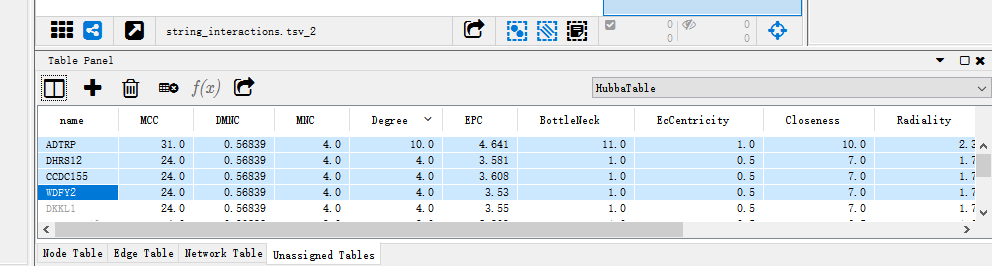 string_interactions.tsv_2 0 0
0 0
Table Panel
f(x) HubbaTable
name MCC DMNC MNC Degree EPC BottleNeck EcCentricity Closeness Radiality
ADTRP 31.0 0.56839 4.0 10.0 4.641 11.0 1.0 10.0 2.3
DHRS12 24.0 0.56839 4.0 4.0 3.581 1.0 0.5 7.0 1.7
CCDC155 24.0 0.56839 4.0 4.0 3.608 1.0 0.5 7.0 1.7
WDFY2 24.0 0.56839 4.0 4.0 3.53 1.0 0.5 7.0 1.7
DKKL1 24.0 0.56839 4.0 4.0 3.55 1.0 0.5 7.0 1.7
Node Table Edge Table Network Table Unassigned Tables